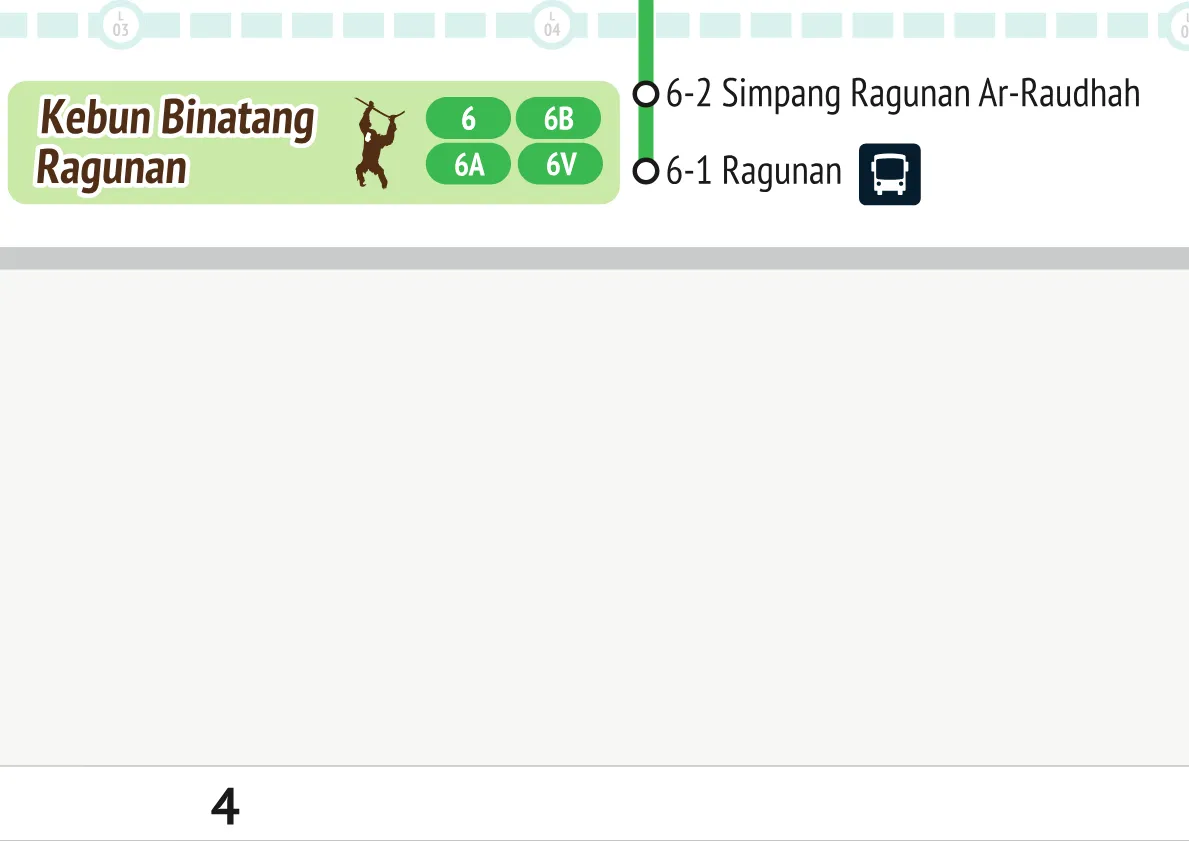 L
03
L
04
6-2 Simpang Ragunan Ar-Raudhah
Kebun Binatang
Ragunan
6
6B
6A
6V
6-1 Ragunan
4